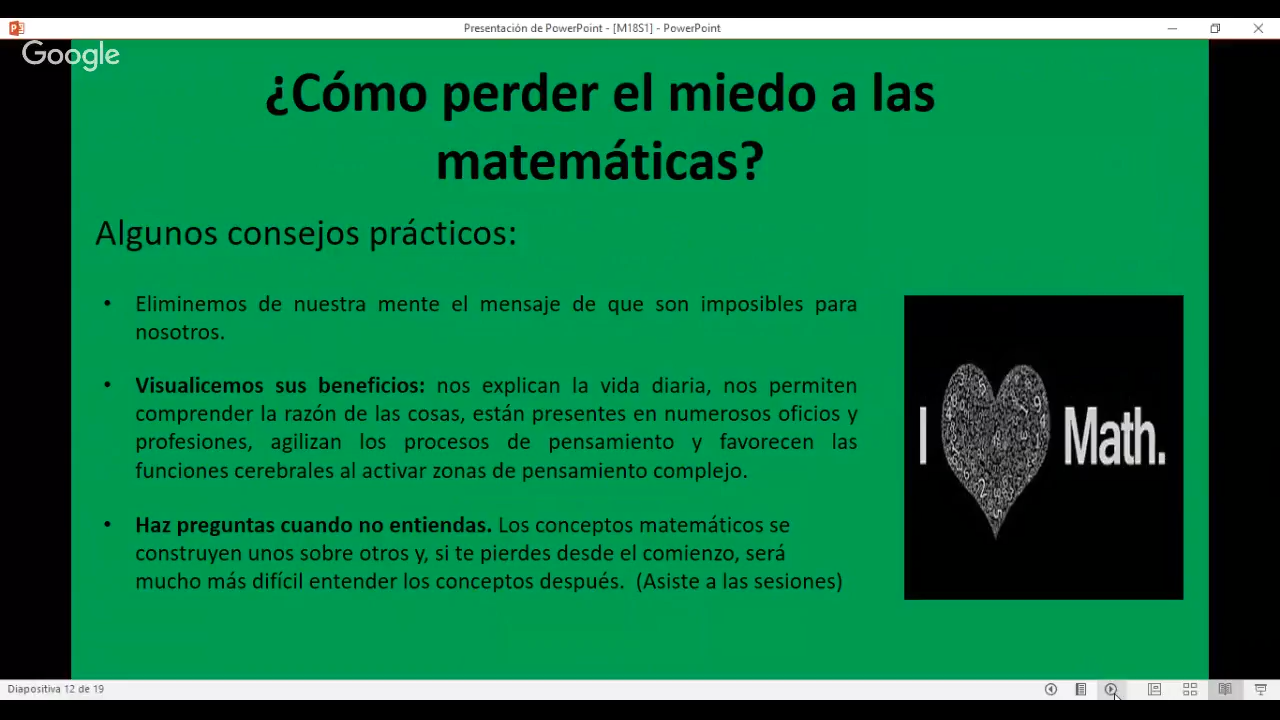 Presentación de PowerPoint - [M18S1] - PowerPoint
Google
¿Cómo perder el miedo a las
matemáticas?
Algunos consejos prácticos:
• Eliminemos de nuestra mente el mensaje de que son imposibles para
nosotros.
• Visualicemos sus beneficios: nos explican la vida diaria, nos permiten
comprender la razón de las cosas, están presentes en numerosos oficios y
profesiones, agilizan los procesos de pensamiento y favorecen las
funciones cerebrales al activar zonas de pensamiento complejo.
• Haz preguntas cuando no entiendas. Los conceptos matemáticos se
construyen unos sobre otros y, si te pierdes desde el comienzo, será
mucho más difícil entender los conceptos después. (Asiste a las sesiones)
I Math.
Diapositiva 12 de 19